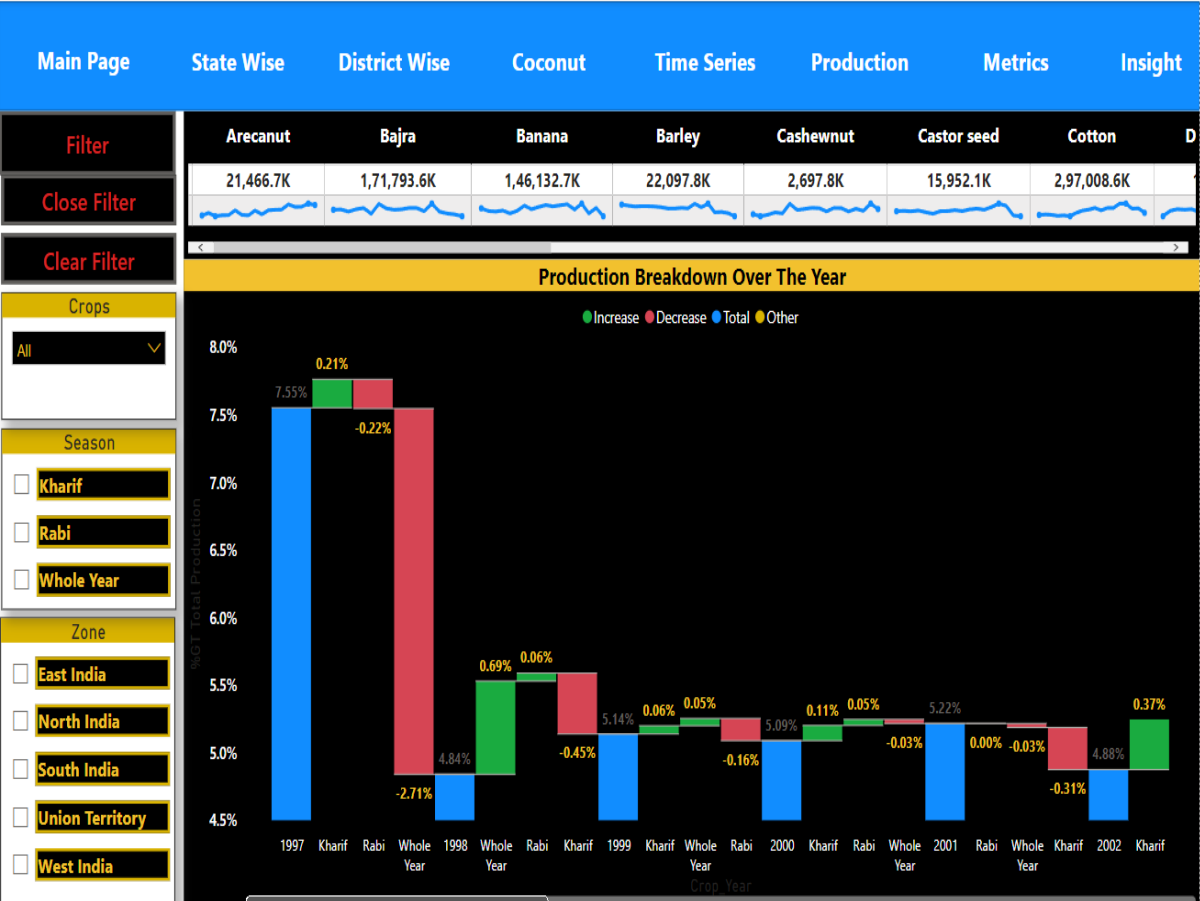 Main Page State Wise District Wise Coconut Time Series Production Metrics Insight
Filter
Close Filter
Clear Filter
Crops
All
Season
Kharif
Rabi
Whole Year
Zone
East India
North India
South India
Union Territory
West India
Arecanut Bajra Banana Barley Cashewnut Castor seed Cotton D
21,466.7K 1,71,793.6K 1,46,132.7K 22,097.8K 2,697.8K 15,952.1K 2,97,008.6K
Production Breakdown Over The Year
Increase Decrease Total Other
%GT Total Production
8.0%
7.5%
7.0%
6.5%
6.0%
5.5%
5.0%
4.5%
7.55% 0.21% -0.22% -2.71% 4.84% 0.69% 0.06% -0.45% 5.14% 0.06% 0.05% -0.16% 5.09% 0.11% 0.05% -0.03% 5.22% 0.00% -0.03% -0.31% 4.88% 0.37%
1997 Kharif Rabi Whole Year 1998 Whole Year Rabi Kharif 1999 Kharif Whole Year Rabi 2000 Kharif Rabi Whole Year 2001 Rabi Whole Year Kharif 2002 Kharif
Crop_Year